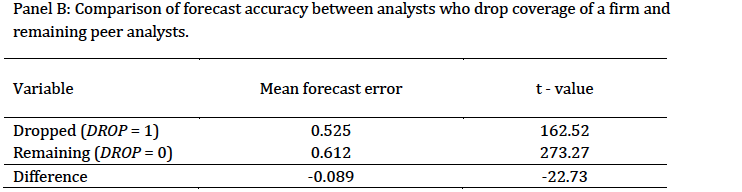 Panel B: Comparison of forecast accuracy between analysts who drop coverage of a firm and
remaining peer analysts.
Variable Mean forecast error t - value
Dropped (DROP = 1) 0.525 162.52
Remaining (DROP = 0) 0.612 273.27
Difference -0.089 -22.73